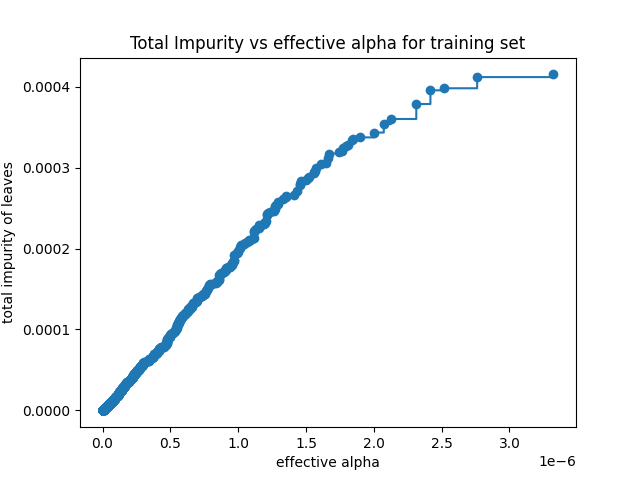 Total Impurity vs effective alpha for training set
total impurity of leaves
0.0004
0.0003
0.0002
0.0001
0.0000
0.0 0.5 1.0 1.5 2.0 2.5 3.0
effective alpha
1e−6